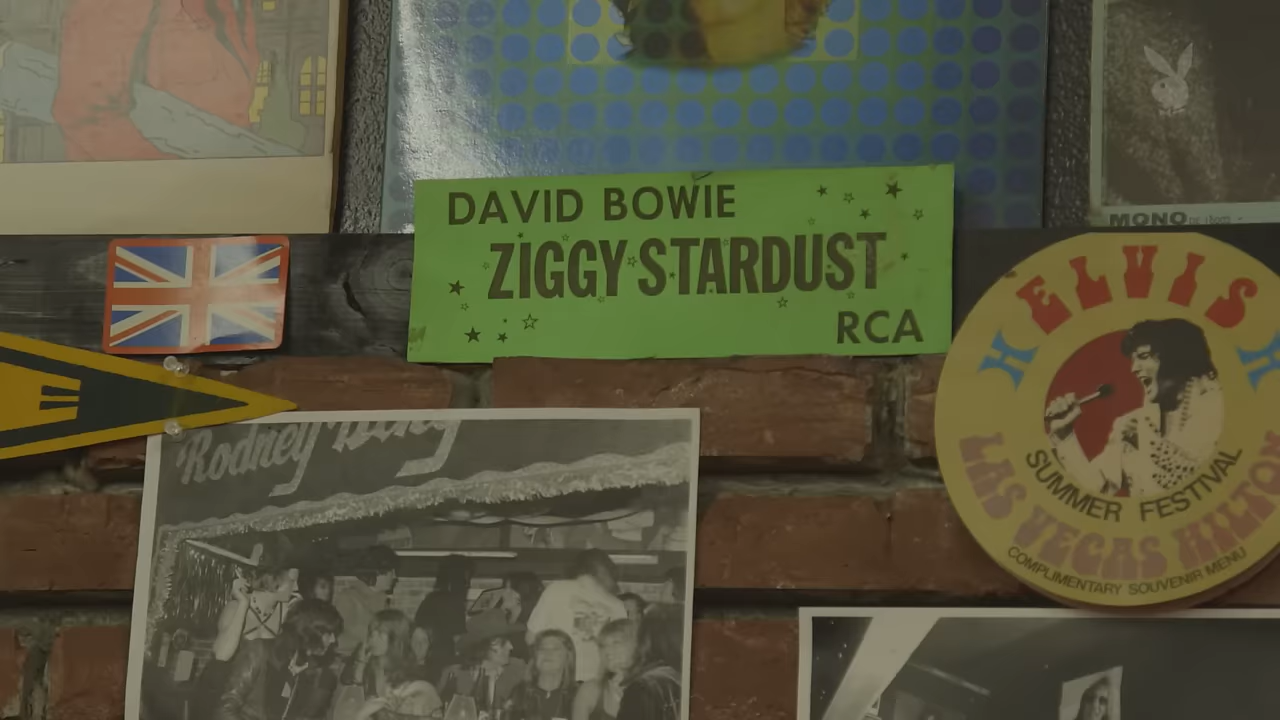 MONO
DAVID BOWIE
ZIGGY STARDUST
RCA
ELVIS
SUMMER FESTIVAL
LAS VEGAS HILTON
COMPLIMENTARY SOUVENIR MENU
Rodney